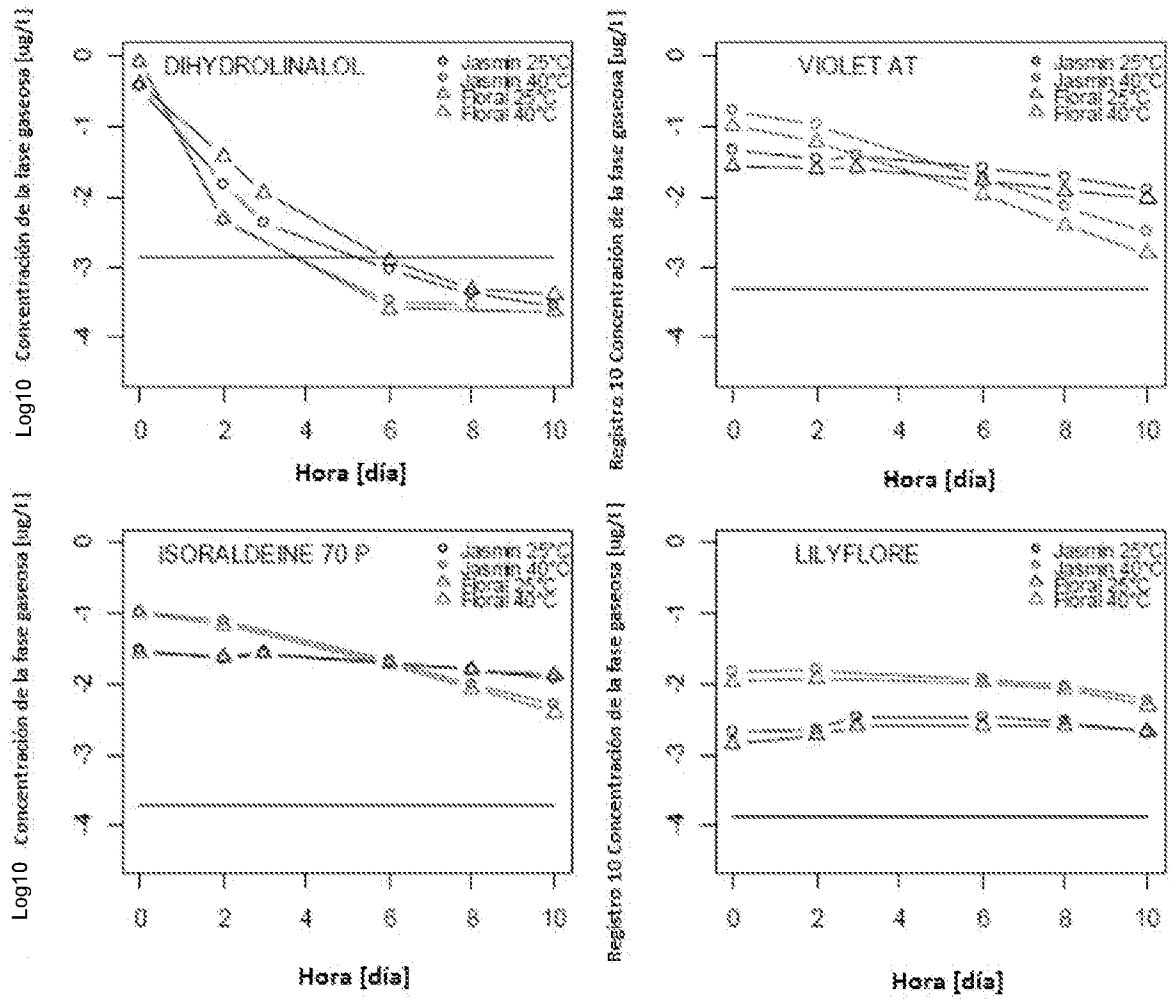 Log10 Concentración de la fase gaseosa [ug/l]
0
-1
-2
-3
-4
DIHYDROLINALOL
Jasmin 25°C
Jasmin 40°C
Floral 25°C
Floral 40°C
0 2 4 6 8 10
Hora [día]
Registro 10 Concentración de la fase gaseosa [ug/l]
0
-1
-2
-3
-4
VIOLET AT
Jasmin 25°C
Jasmin 40°C
Floral 25°C
Floral 40°C
0 2 4 6 8 10
Hora [día]
Log10 Concentración de la fase gaseosa [ug/l]
0
-1
-2
-3
-4
ISORALDEINE 70 P
Jasmin 25°C
Jasmin 40°C
Floral 25°C
Floral 40°C
0 2 4 6 8 10
Hora [día]
Registro 10 Concentración de la fase gaseosa [ug/l]
0
-1
-2
-3
-4
LILYFLORE
Jasmin 25°C
Jasmin 40°C
Floral 25°C
Floral 40°C
0 2 4 6 8 10
Hora [día]